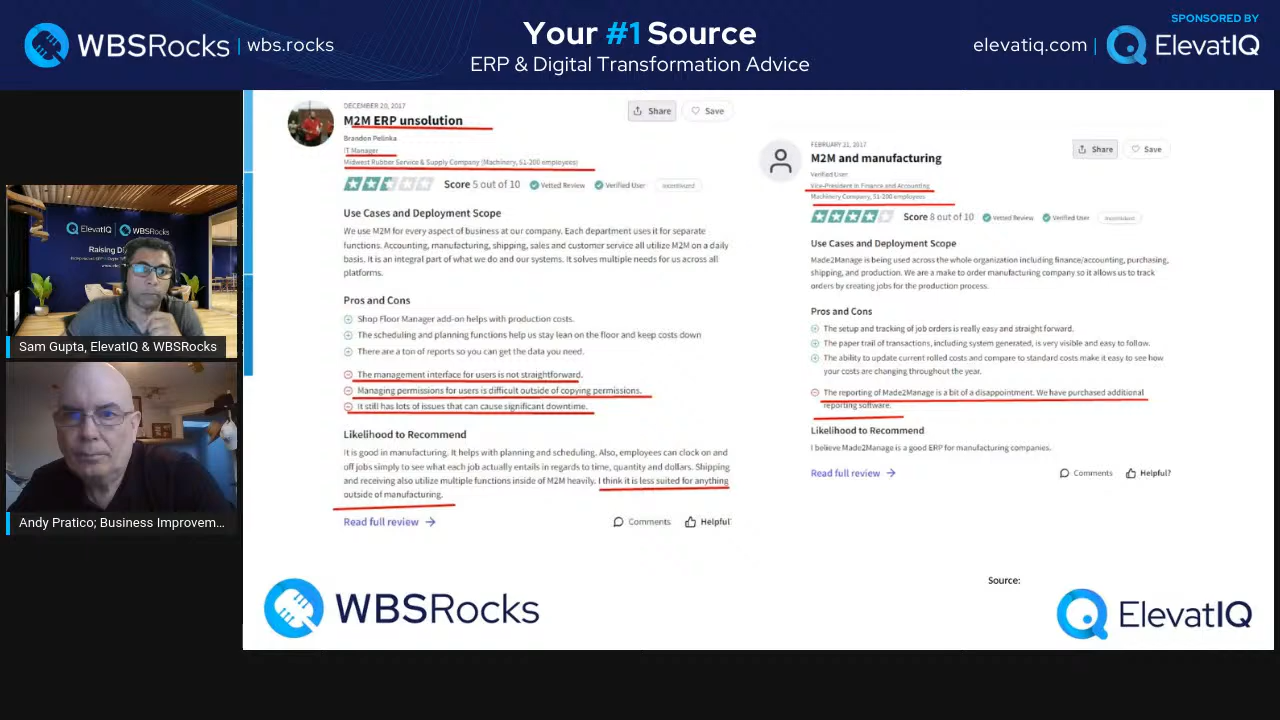 WBSRocks | wbs.rocks
Your #1 Source
ERP & Digital Transformation Advice
SPONSORED BY
elevatiq.com | ElevatIQ
DECEMBER 20, 2017
M2M ERP unsolution
Share
Save
Brandon Pelinka
IT Manager
Midwest Rubber Service & Supply Company (Machinery, 51-200 employees)
Score 5 out of 10
Vetted Review
Verified User
Incentivized
Use Cases and Deployment Scope
We use M2M for every aspect of business at our company. Each department uses it for separate
functions. Accounting, manufacturing, shipping, sales and customer service all utilize M2M on a daily
basis. It is an integral part of what we do and our systems. It solves multiple needs for us across all
platforms.
Pros and Cons
Shop Floor Manager add-on helps with production costs.
The scheduling and planning functions help us stay lean on the floor and keep costs down
There are a ton of reports so you can get the data you need.
The management interface for users is not straightforward.
Managing permissions for users is difficult outside of copying permissions.
It still has lots of issues that can cause significant downtime.
Likelihood to Recommend
It is good in manufacturing. It helps with planning and scheduling. Also, employees can clock on and
off jobs simply to see what each job actually entails in regards to time, quantity and dollars. Shipping
and receiving also utilize multiple functions inside of M2M heavily. I think it is less suited for anything
outside of manufacturing.
Read full review
Comments
Helpful?
FEBRUARY 21, 2017
M2M and manufacturing
Share
Save
Verified User
Vice-President in Finance and Accounting
Machinery Company, 51-200 employees
Score 8 out of 10
Vetted Review
Verified User
Incentivized
Use Cases and Deployment Scope
Made2Manage is being used across the whole organization including finance/accounting, purchasing,
shipping, and production. We are a make to order manufacturing company so it allows us to track
orders by creating jobs for the production process.
Pros and Cons
The setup and tracking of job orders is really easy and straight forward.
The paper trail of transactions, including system generated, is very visible and easy to follow.
The ability to update current rolled costs and compare to standard costs make it easy to see how
your costs are changing throughout the year.
The reporting of Made2Manage is a bit of a disappointment. We have purchased additional
reporting software.
Likelihood to Recommend
I believe Made2Manage is a good ERP for manufacturing companies.
Read full review
Comments
Helpful?
ElevatIQ | WBSRocks
Sam Gupta, ElevatIQ & WBSRocks
Andy Pratico; Business Improvem...
Source:
WBSRocks
ElevatIQ